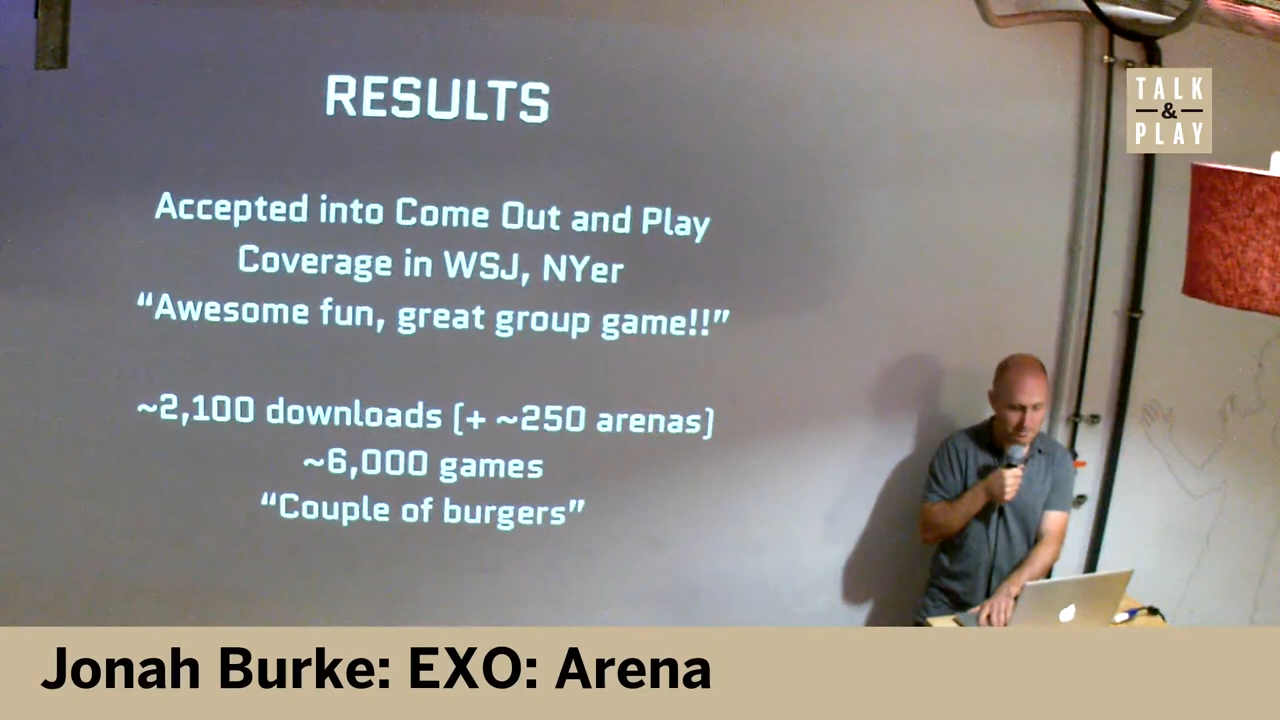 RESULTS
Accepted into Come Out and Play
Coverage in WSJ, NYer
“Awesome fun, great group game!!”
~2,100 downloads (+ ~250 arenas)
~6,000 games
“Couple of burgers”
TALK
&
PLAY
Jonah Burke: EXO: Arena